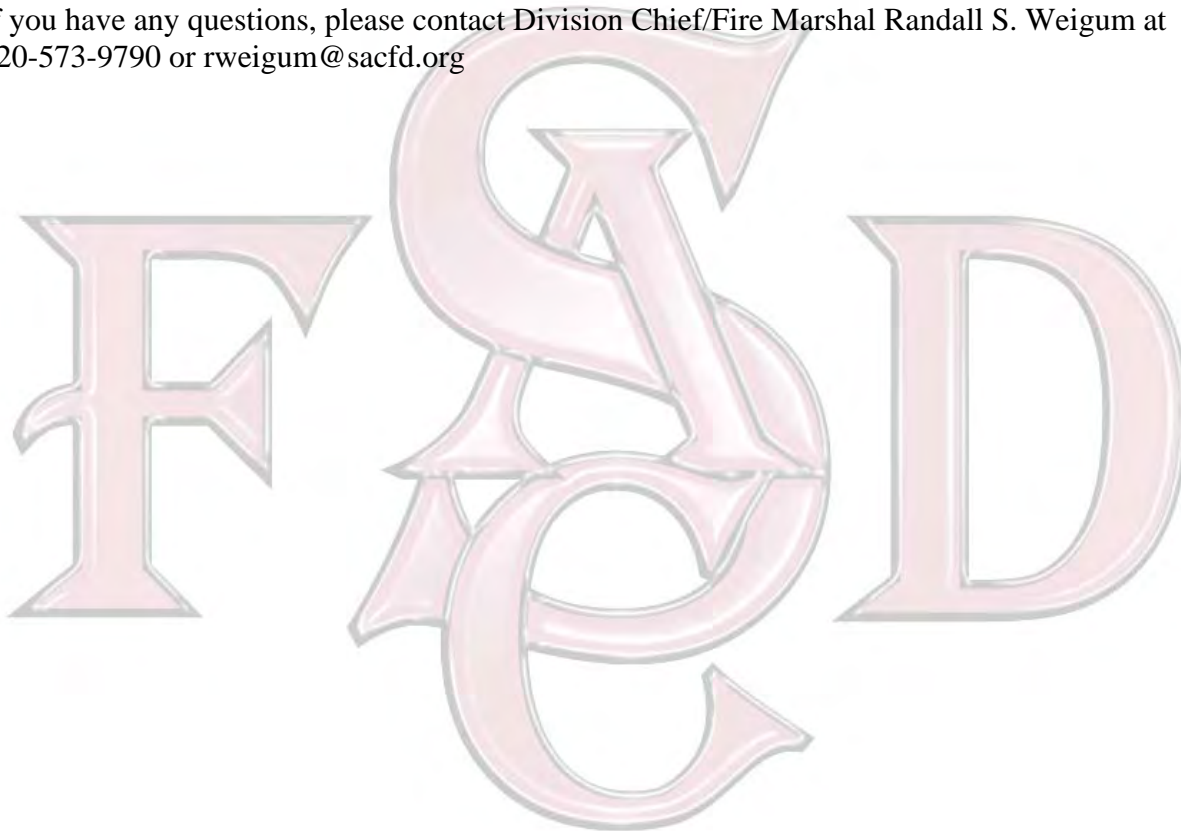 f you have any questions, please contact Division Chief/Fire Marshal Randall S. Weigum at
20-573-9790 or rweigum@sacfd.org
F SAC D